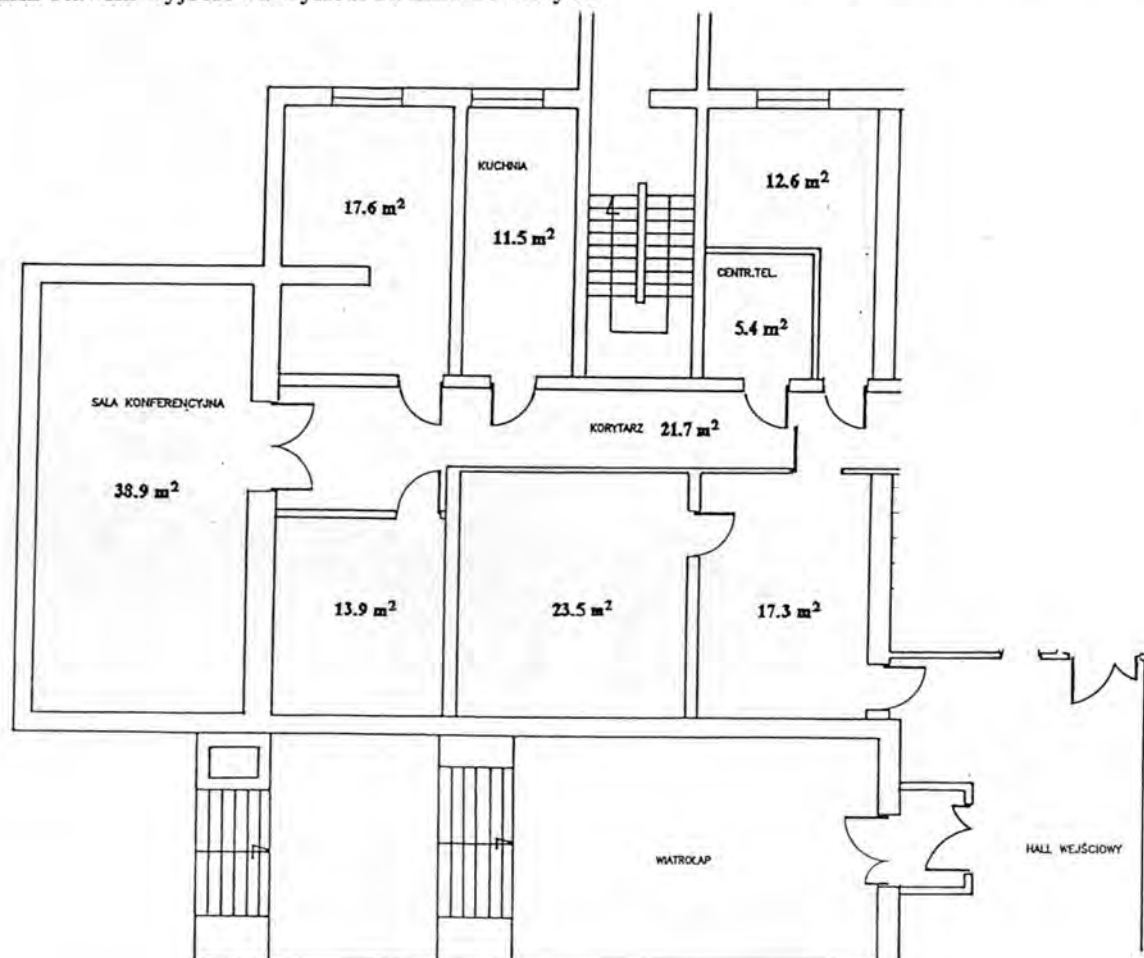 KUCHNIA
17.6 m²
11.5 m²
12.6 m²
CENTR.TEL.
5.4 m²
SALA KONFERENCYJNA
38.9 m²
KORYTARZ 21.7 m²
13.9 m²
23.5 m²
17.3 m²
WIATROŁAP
HALL WEJŚCIOWY